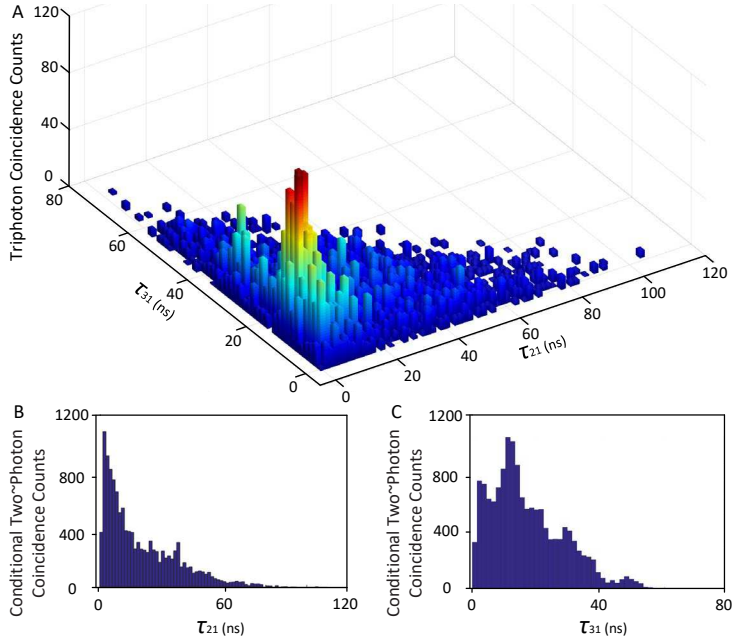 A
Triphoton Coincidence Counts
120
80
40
0
80
60
40
20
0
τ31 (ns)
0
20
40
60
80
100
120
τ21 (ns)
B
Conditional Two~Photon
Coincidence Counts
1200
800
400
0
0
60
120
τ21 (ns)
C
Conditional Two~Photon
Coincidence Counts
1200
800
400
0
0
40
80
τ31 (ns)